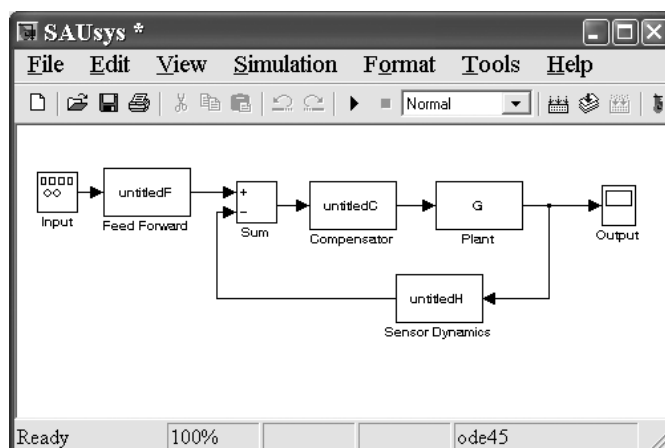 SAUsys *
File Edit View Simulation Format Tools Help
Normal
untitledF
+
−
untitledC
G
Input
Feed Forward
Sum
Compensator
Plant
Output
untitledH
Sensor Dynamics
Ready 100% ode45